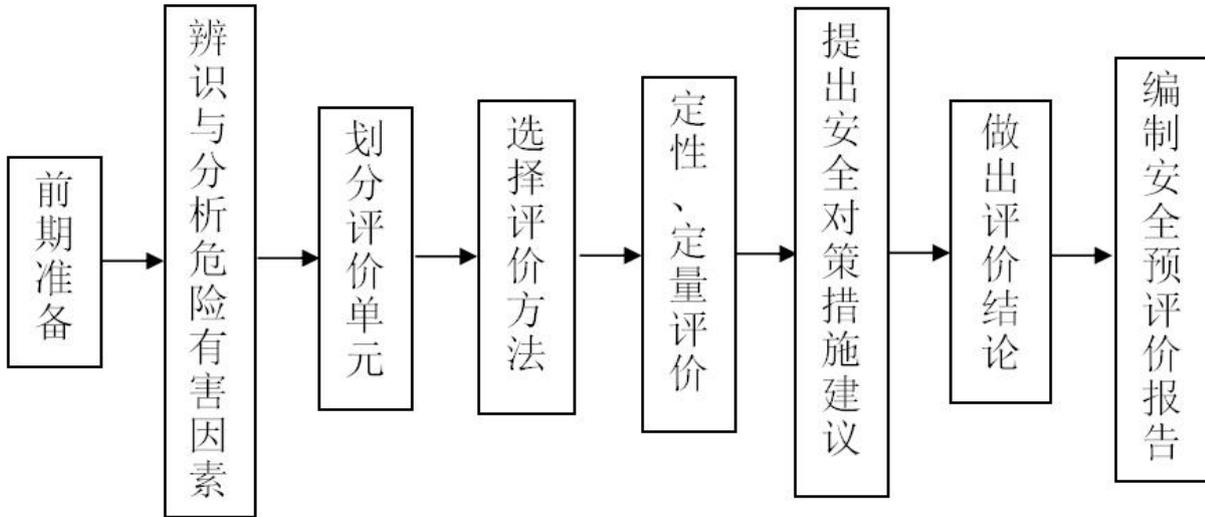 前期准备
辨识与分析危险有害因素
划分评价单元
选择评价方法
定性、定量评价
提出安全对策措施建议
做出评价结论
编制安全预评价报告